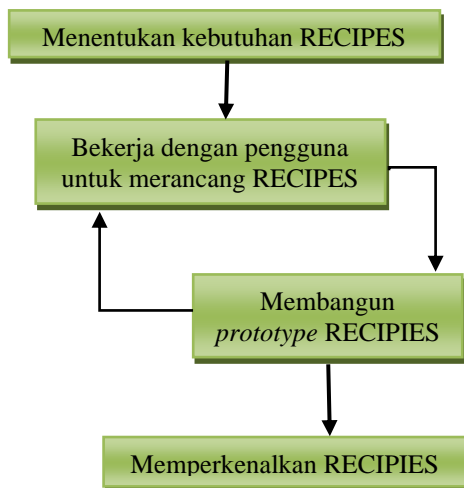 Menentukan kebutuhan RECIPES
Bekerja dengan pengguna
untuk merancang RECIPES
Membangun
prototype RECIPIES
Memperkenalkan RECIPIES